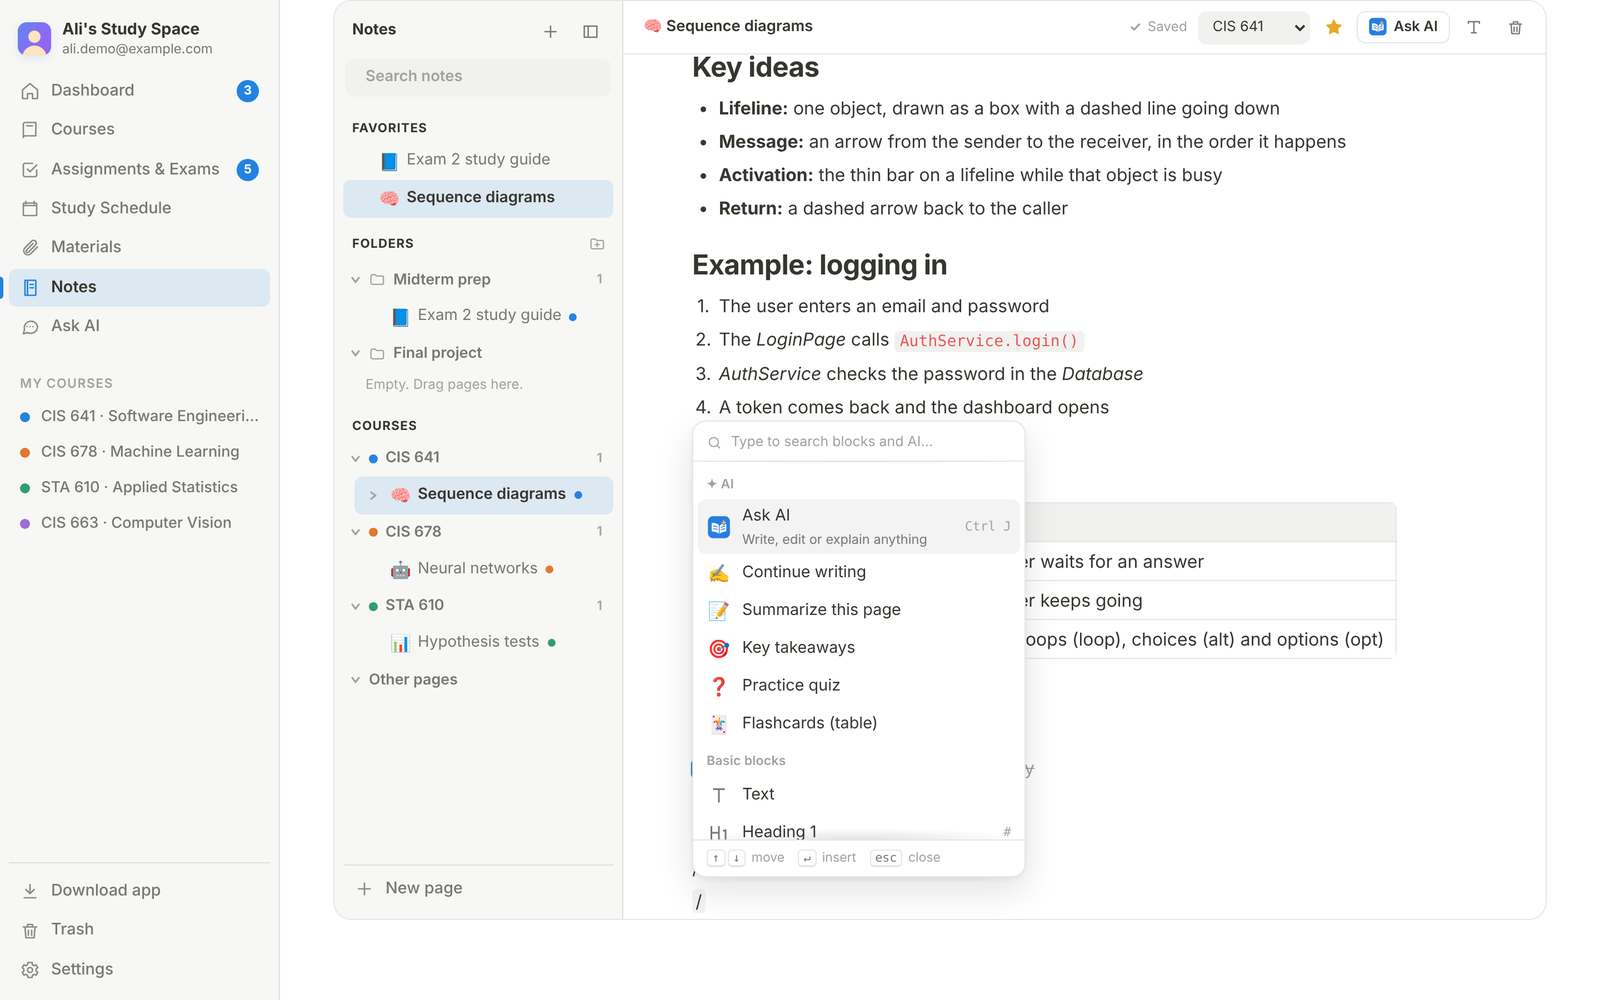 Ali's Study Space
ali.demo@example.com
Dashboard 3
Courses
Assignments & Exams 5
Study Schedule
Materials
Notes
Ask AI
MY COURSES
CIS 641 · Software Engineeri...
CIS 678 · Machine Learning
STA 610 · Applied Statistics
CIS 663 · Computer Vision
Download app
Trash
Settings
Notes
Search notes
FAVORITES
Exam 2 study guide
Sequence diagrams
FOLDERS
Midterm prep 1
Exam 2 study guide
Final project
Empty. Drag pages here.
COURSES
CIS 641 1
Sequence diagrams
CIS 678 1
Neural networks
STA 610 1
Hypothesis tests
Other pages
New page
Sequence diagrams
Saved
CIS 641
Ask AI
Key ideas
• Lifeline: one object, drawn as a box with a dashed line going down
• Message: an arrow from the sender to the receiver, in the order it happens
• Activation: the thin bar on a lifeline while that object is busy
• Return: a dashed arrow back to the caller
Example: logging in
1. The user enters an email and password
2. The LoginPage calls AuthService.login()
3. AuthService checks the password in the Database
4. A token comes back and the dashboard opens
Type to search blocks and AI...
AI
Ask AI Ctrl J
Write, edit or explain anything
Continue writing
Summarize this page
Key takeaways
Practice quiz
Flashcards (table)
Basic blocks
Text
H1 Heading 1 #
↑ ↓ move ↵ insert esc close
er waits for an answer
er keeps going
oops (loop), choices (alt) and options (opt)
y
/